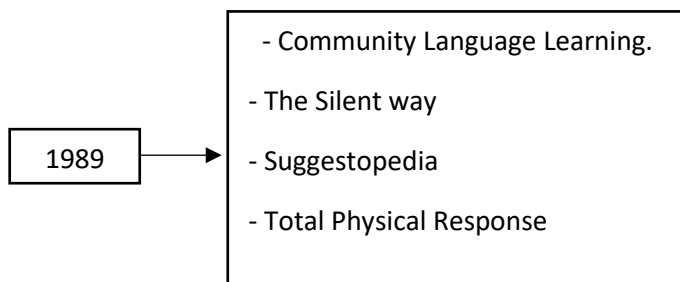 1989
- Community Language Learning.
- The Silent way
- Suggestopedia
- Total Physical Response